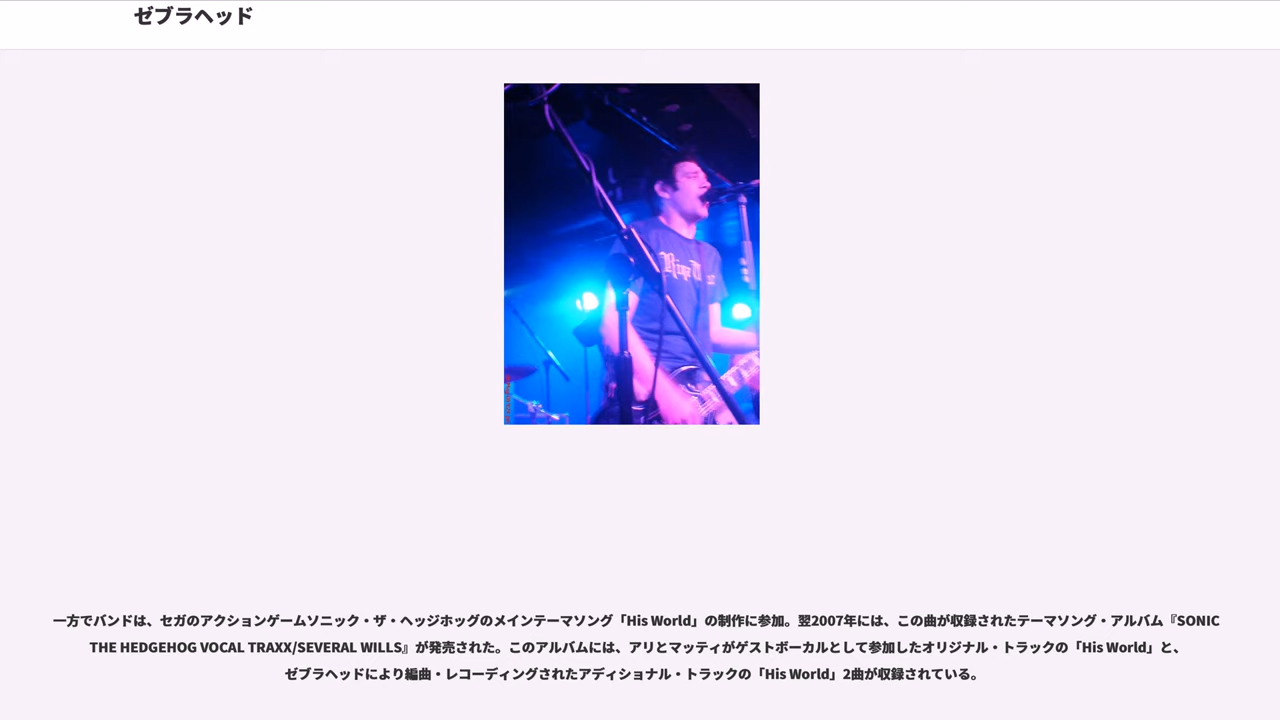 ゼブラヘッド
一方でバンドは、セガのアクションゲームソニック・ザ・ヘッジホッグのメインテーマソング「His World」の制作に参加。翌2007年には、この曲が収録されたテーマソング・アルバム『SONIC
THE HEDGEHOG VOCAL TRAXX/SEVERAL WILLS』が発売された。このアルバムには、アリとマッティがゲストボーカルとして参加したオリジナル・トラックの「His World」と、
ゼブラヘッドにより編曲・レコーディングされたアディショナル・トラックの「His World」2曲が収録されている。